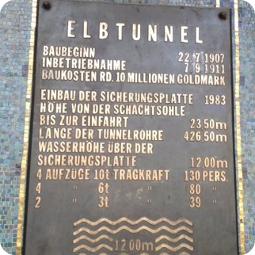 ELBTUNNEL
BAUBEGINN 22.7.1907
INBETRIEBNAHME 7.9.1911
BAUKOSTEN RD. 10 MILLIONEN GOLDMARK
EINBAU DER SICHERUNGSPLATTE 1983
HÖHE VON DER SCHACHTSOHLE
BIS ZUR EINFAHRT 23.50m
LÄNGE DER TUNNELROHRE 426.50m
WASSERHÖHE ÜBER DER
SICHERUNGSPLATTE 12.00m
4 AUFZÜGE 10t TRAGKRAFT 130 PERS.
4 " 6t " 80 "
2 " 3t " 39 "
12.00m